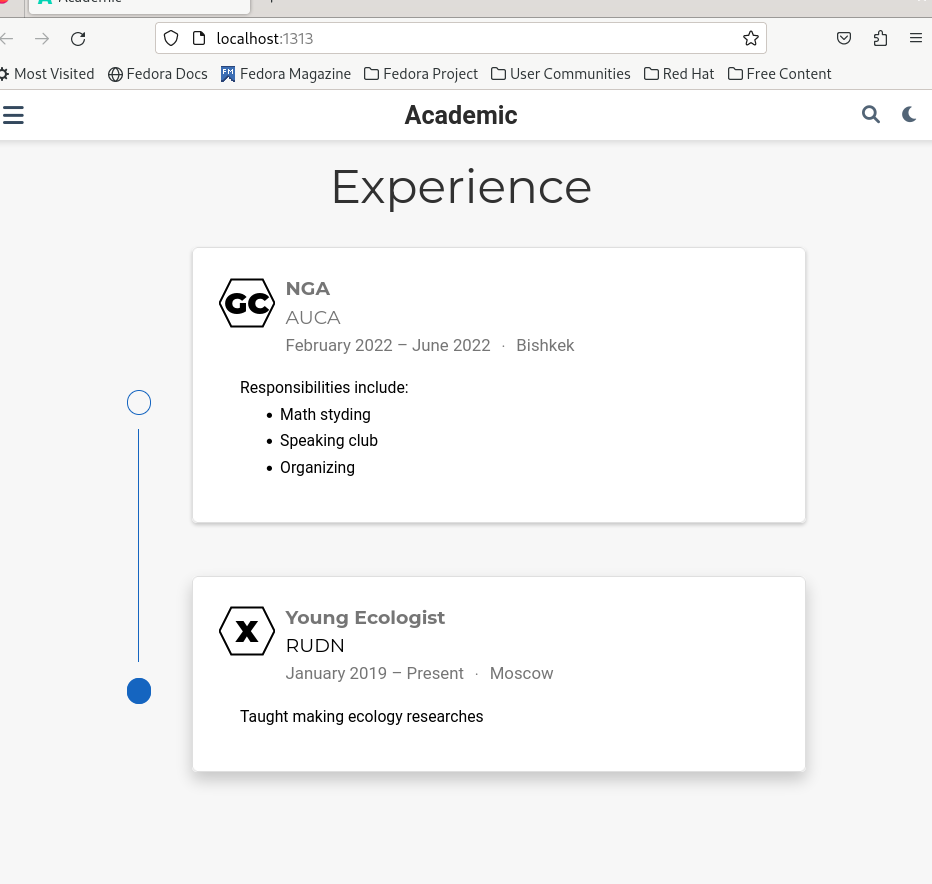 Academic
localhost:1313
Most Visited Fedora Docs Fedora Magazine Fedora Project User Communities Red Hat Free Content
Academic
Experience
GC
NGA
AUCA
February 2022 – June 2022 · Bishkek
Responsibilities include:
• Math styding
• Speaking club
• Organizing
X
Young Ecologist
RUDN
January 2019 – Present · Moscow
Taught making ecology researches